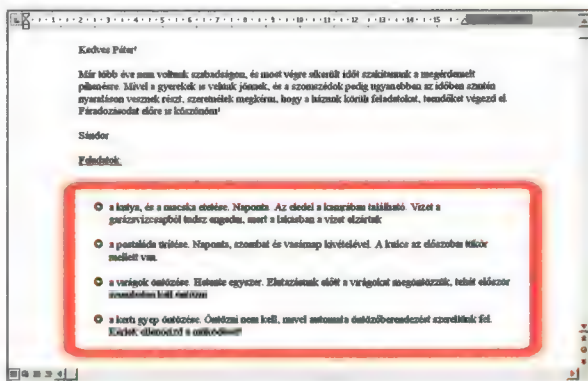 Kedves Péter!
Már több éve nem voltunk szabadságon, és most végre sikerült időt szakítanunk a megérdemelt
pihenésre. Mivel a gyerekek is velünk jönnek, és a szomszédok pedig ugyanebben az időben szintén
nyaraláson vesznek részt, szeretnélek megkérni, hogy a házunk körüli feladatokat, teendőket végezd el.
Fáradozásodat előre is köszönöm!
Sándor
Feladatok:
a kutya, és a macska etetése. Naponta. Az eledel a kamrában található. Vizet a
garázsvízcsapból tudsz engedni, mert a lakásban a vizet elzártuk.
a postaláda ürítése. Naponta, szombat és vasárnap kivételével. A kulcs az előszobai tükör
mellett van.
a virágok öntözése. Hetente egyszer. Elutazásunk előtt a virágokat megöntözzük, tehát először
szombaton kell öntözni
a kerti gyep öntözése. Öntözni nem kell, mivel automata öntözőberendezést szereltünk fel.
Kérlek, ellenőrizd a működését!